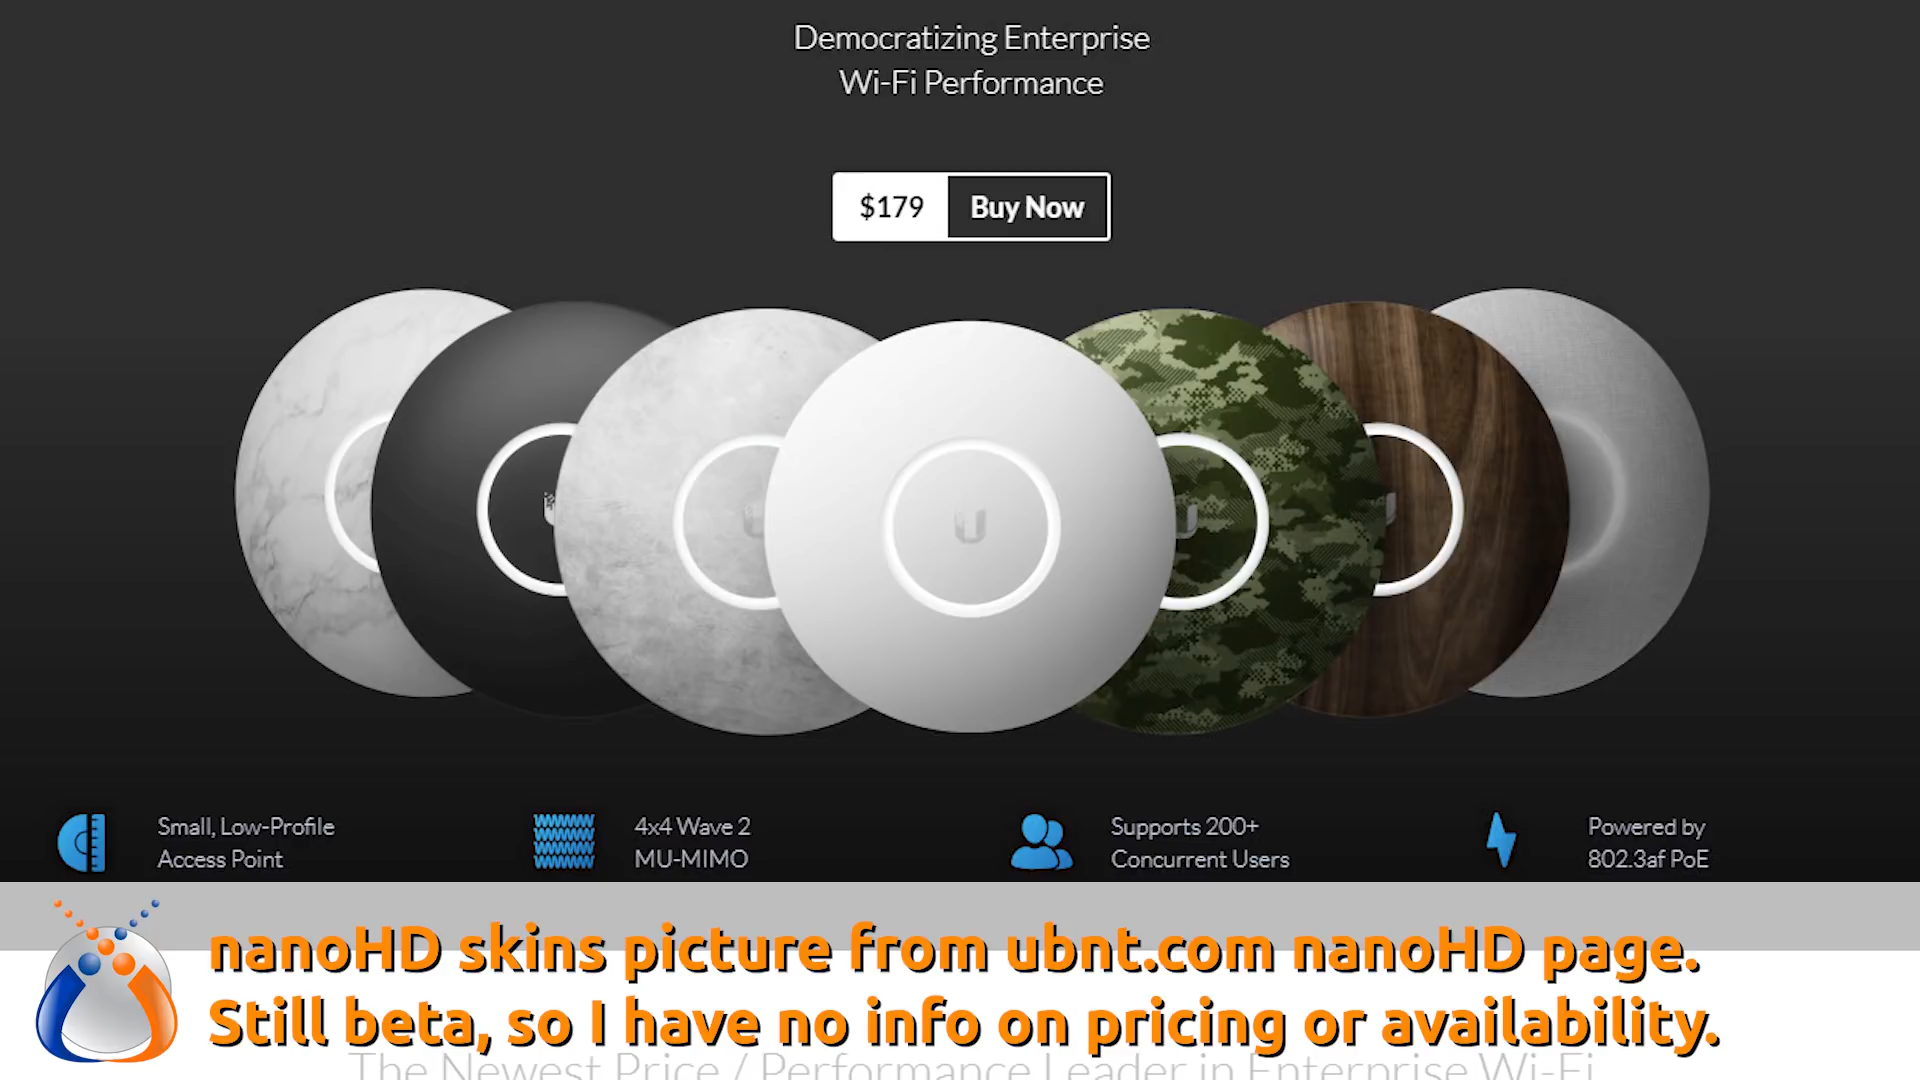 Democratizing Enterprise
Wi-Fi Performance
$179 Buy Now
Small, Low-Profile
Access Point
4x4 Wave 2
MU-MIMO
Supports 200+
Concurrent Users
Powered by
802.3af PoE
nanoHD skins picture from ubnt.com nanoHD page.
Still beta, so I have no info on pricing or availability.
The Newest Price / Performance Leader in Enterprise Wi-Fi